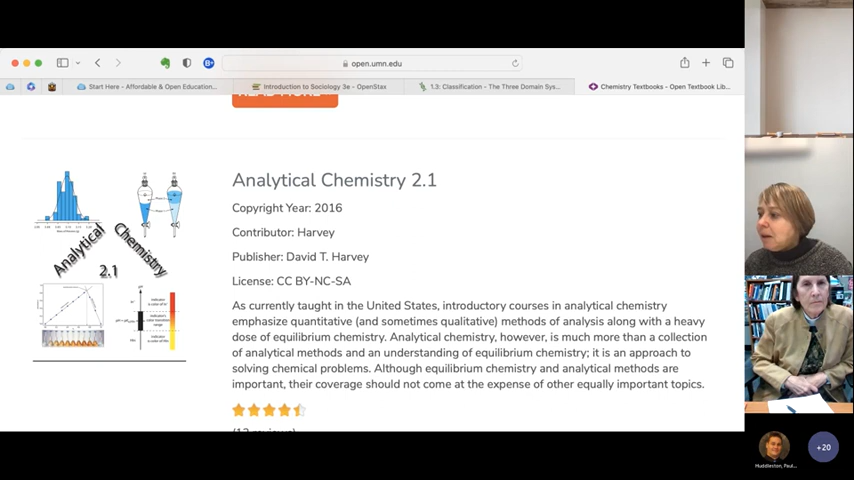 open.umn.edu
Start Here - Affordable & Open Education...
Introduction to Sociology 3e - OpenStax
1.3: Classification - The Three Domain Sys...
Chemistry Textbooks - Open Textbook Lib...
Analytical Chemistry 2.1
Copyright Year: 2016
Contributor: Harvey
Publisher: David T. Harvey
License: CC BY-NC-SA
As currently taught in the United States, introductory courses in analytical chemistry
emphasize quantitative (and sometimes qualitative) methods of analysis along with a heavy
dose of equilibrium chemistry. Analytical chemistry, however, is much more than a collection
of analytical methods and an understanding of equilibrium chemistry; it is an approach to
solving chemical problems. Although equilibrium chemistry and analytical methods are
important, their coverage should not come at the expense of other equally important topics.
Analytical
Chemistry
2.1
Muddleston, Paul...
+20